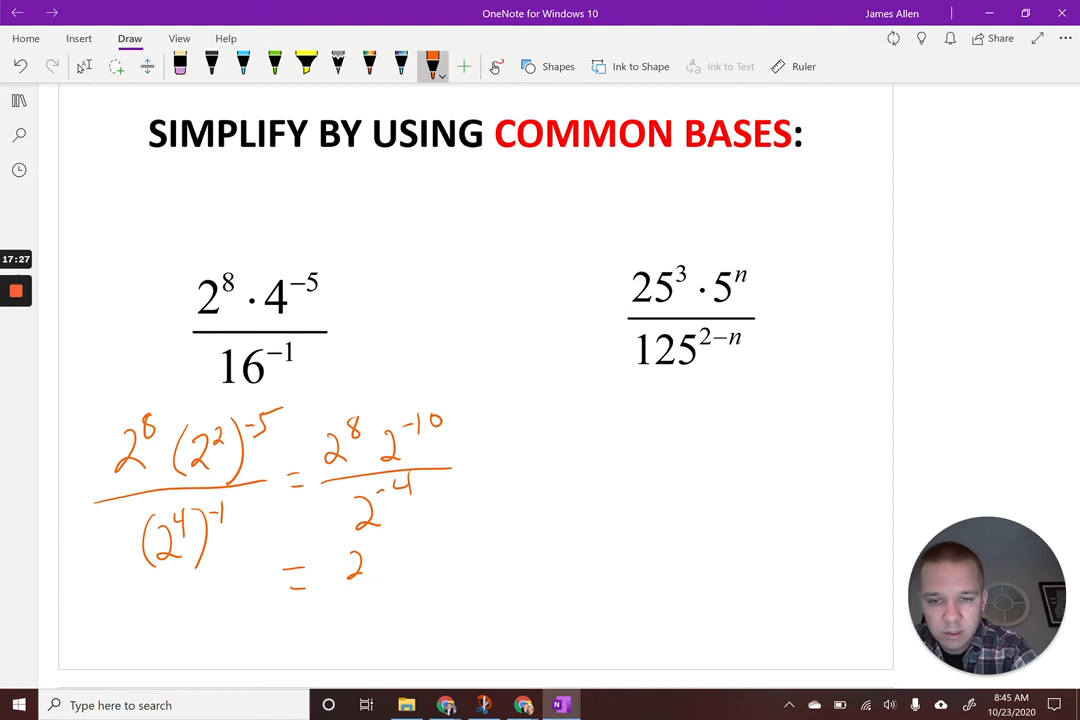 OneNote for Windows 10
James Allen
Home Insert Draw View Help
Share
Shapes Ink to Shape Ink to Text Ruler
SIMPLIFY BY USING COMMON BASES:
17:27
2⁸ · 4⁻⁵
16⁻¹
25³ · 5ⁿ
125²⁻ⁿ
2⁸ (2²)⁻⁵ = 2⁸ 2⁻¹⁰
(2⁴)⁻¹ 2⁻⁴
= 2
Type here to search
8:45 AM
10/23/2020